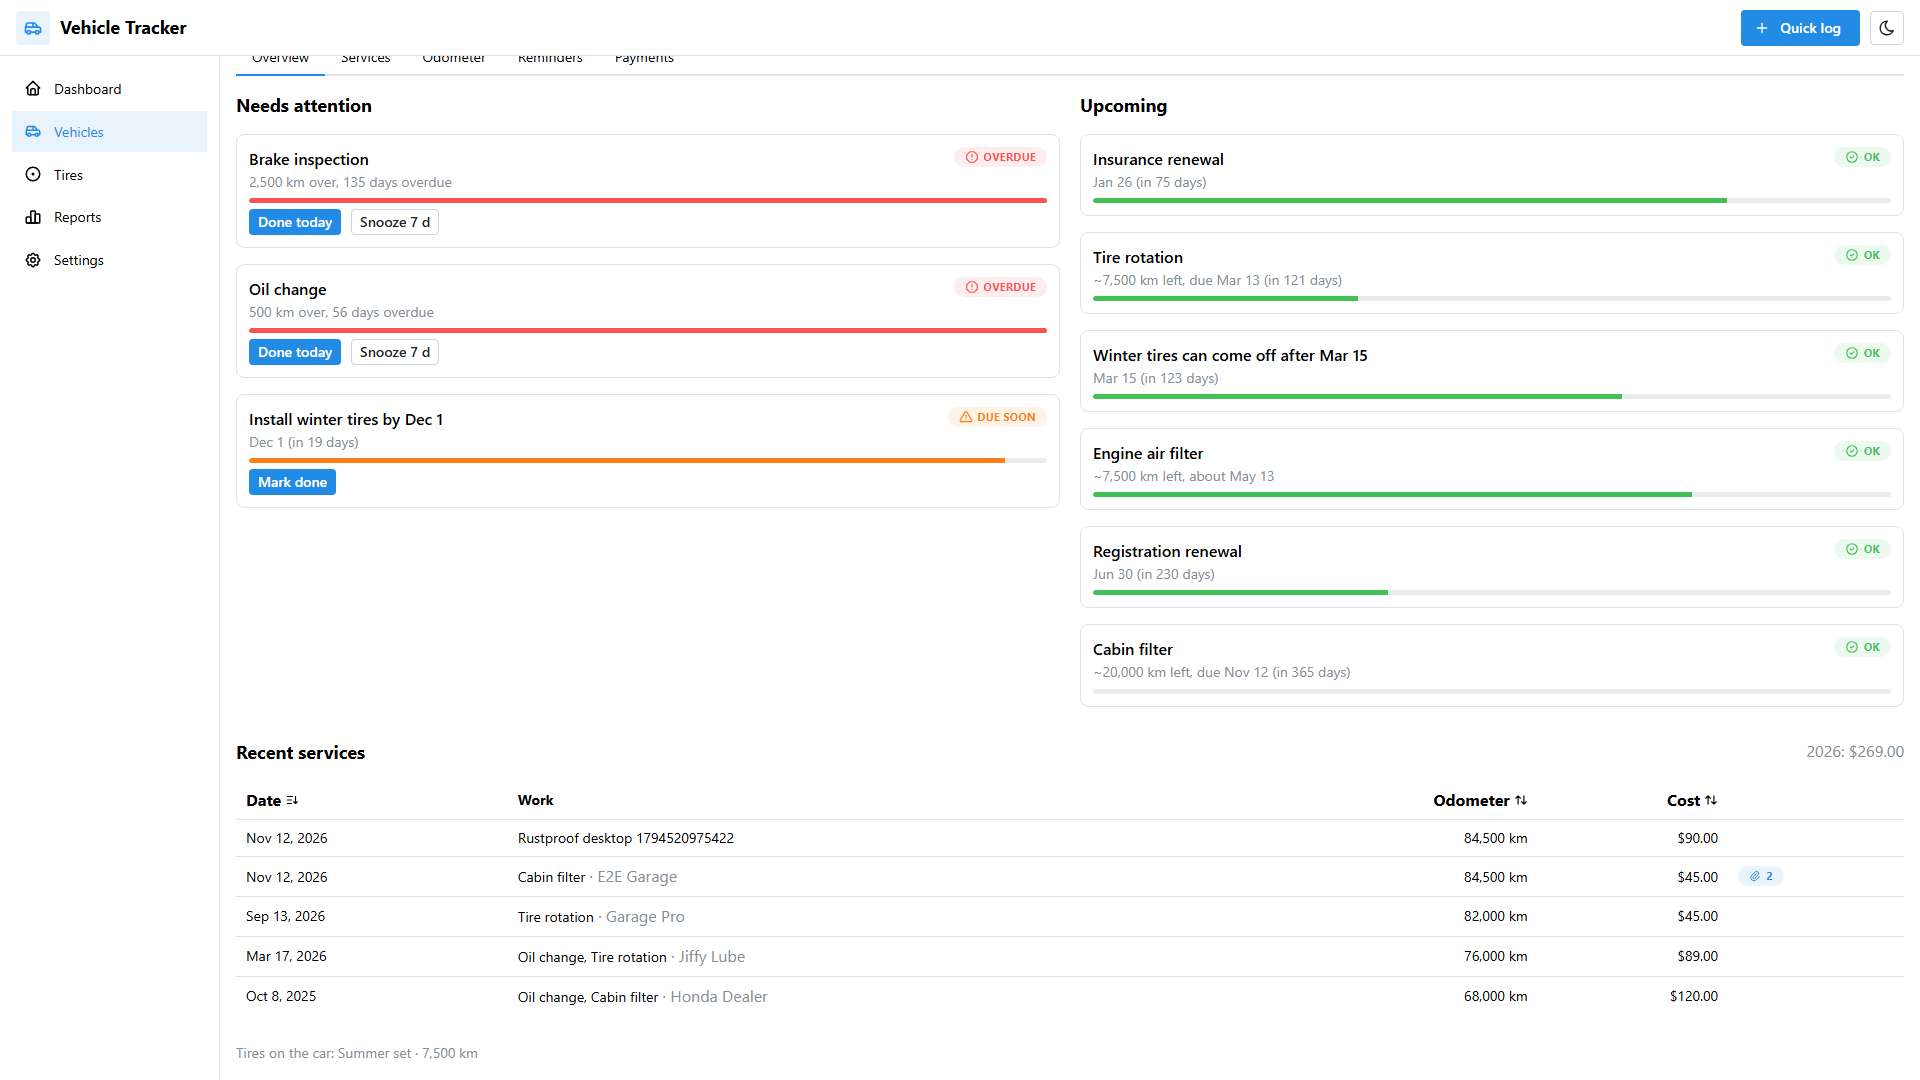 Vehicle Tracker
Quick log
Dashboard
Vehicles
Tires
Reports
Settings
Overview Services Odometer Reminders Payments
Needs attention
Brake inspection
OVERDUE
2,500 km over, 135 days overdue
Done today Snooze 7 d
Oil change
OVERDUE
500 km over, 56 days overdue
Done today Snooze 7 d
Install winter tires by Dec 1
DUE SOON
Dec 1 (in 19 days)
Mark done
Upcoming
Insurance renewal
OK
Jan 26 (in 75 days)
Tire rotation
OK
~7,500 km left, due Mar 13 (in 121 days)
Winter tires can come off after Mar 15
OK
Mar 15 (in 123 days)
Engine air filter
OK
~7,500 km left, about May 13
Registration renewal
OK
Jun 30 (in 230 days)
Cabin filter
OK
~20,000 km left, due Nov 12 (in 365 days)
Recent services
2026: $269.00
Date Work Odometer Cost
Nov 12, 2026 Rustproof desktop 1794520975422 84,500 km $90.00
Nov 12, 2026 Cabin filter · E2E Garage 84,500 km $45.00 2
Sep 13, 2026 Tire rotation · Garage Pro 82,000 km $45.00
Mar 17, 2026 Oil change, Tire rotation · Jiffy Lube 76,000 km $89.00
Oct 8, 2025 Oil change, Cabin filter · Honda Dealer 68,000 km $120.00
Tires on the car: Summer set · 7,500 km